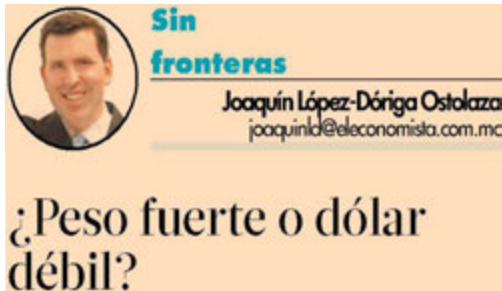 Sin
fronteras
Joaquín López-Dóriga Ostolaza
joaquinld@eleconomista.com.mx
¿Peso fuerte o dólar
débil?